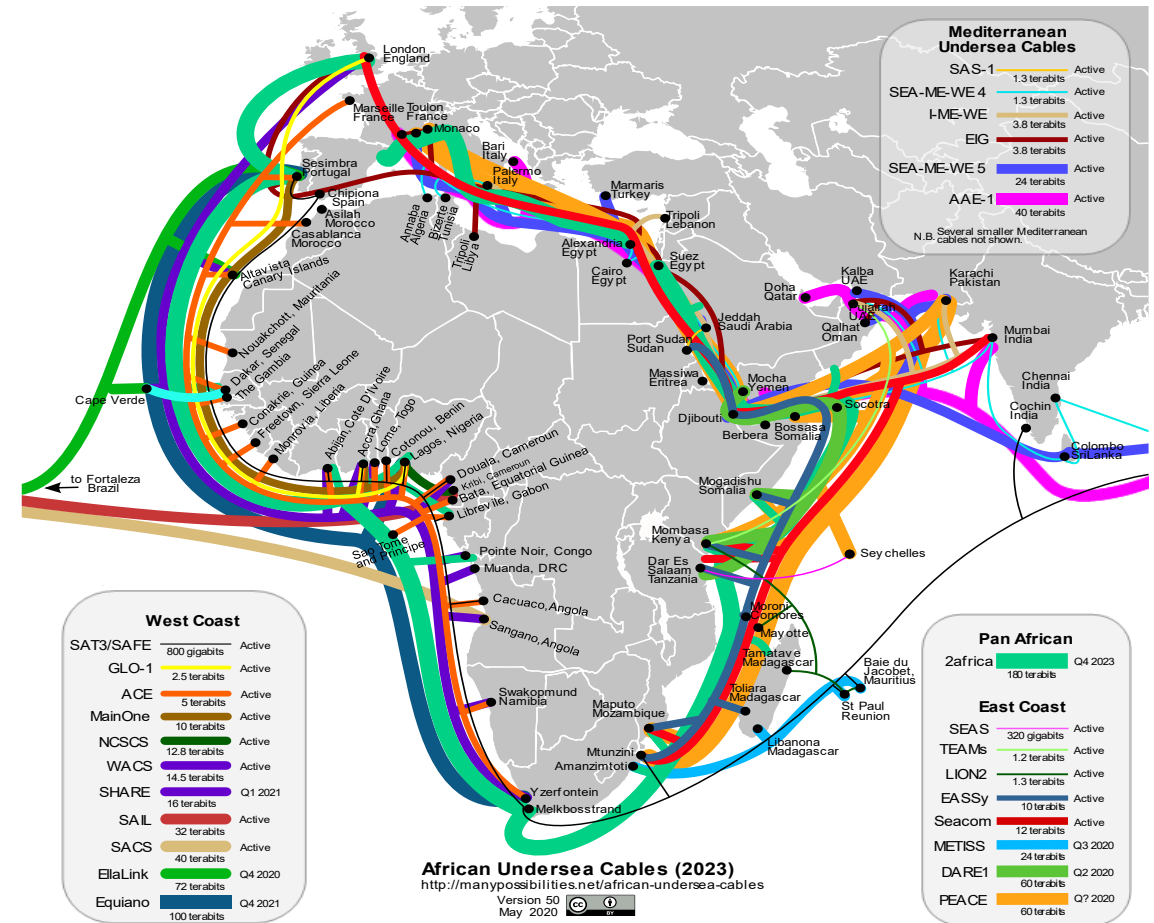 London
England
Marseille
France
Toulon
France
Monaco
Bari
Italy
Palermo
Italy
Sesimbra
Portugal
Chipiona
Spain
Asilah
Morocco
Casablanca
Morocco
Annaba
Algeria
Bizerte
Tunisia
Tripoli
Libya
Marmaris
Turkey
Tripoli
Lebanon
Alexandria
Egypt
Cairo
Egypt
Suez
Egypt
Altavista
Canary Islands
Nouakchott, Mauritania
Dakar, Senegal
The Gambia
Cape Verde
Conakrie, Guinea
Freetown, Sierra Leone
Monrovia, Liberia
Abijan, Cote D'Ivoire
Accra,Ghana
Lome, Togo
Cotonou, Benin
Lagos, Nigeria
Douala, Cameroun
Kribi, Cameroun
Bata, Equatorial Guinea
Libreville, Gabon
Sao Tome
and Principe
to Fortaleza
Brazil
Pointe Noir, Congo
Muanda, DRC
Cacuaco,Angola
Sangano,Angola
Swakopmund
Namibia
Yzerfontein
Melkbosstrand
Doha
Qatar
Kalba
UAE
Fujairah
UAE
Qalhat
Oman
Karachi
Pakistan
Mumbai
India
Chennai
India
Cochin
India
Colombo
SriLanka
Jeddah
Saudi Arabia
Port Sudan
Sudan
Massiwa
Eritrea
Mocha
Yemen
Djibouti
Berbera
Bossasa
Somalia
Socotra
Mogadishu
Somalia
Mombasa
Kenya
Dar Es
Salaam
Tanzania
Seychelles
Moroni
Comores
Mayotte
Tamatave
Madagascar
Toliara
Madagascar
Libanona
Madagascar
Baie du
Jacobet,
Mauritius
St Paul
Reunion
Maputo
Mozambique
Mtunzini
Amanzimtoti
Mediterranean
Undersea Cables
SAS-1 1.3 terabits Active
SEA-ME-WE 4 1.3 terabits Active
I-ME-WE 3.8 terabits Active
EIG 3.8 terabits Active
SEA-ME-WE 5 24 terabits Active
AAE-1 40 terabits Active
N.B. Several smaller Mediterranean
cables not shown.
West Coast
SAT3/SAFE 800 gigabits Active
GLO-1 2.5 terabits Active
ACE 5 terabits Active
MainOne 10 terabits Active
NCSCS 12.8 terabits Active
WACS 14.5 terabits Active
SHARE 16 terabits Q1 2021
SAIL 32 terabits Active
SACS 40 terabits Active
EllaLink 72 terabits Q4 2020
Equiano 100 terabits Q4 2021
Pan African
2africa 180 terabits Q4 2023
East Coast
SEAS 320 gigabits Active
TEAMs 1.2 terabits Active
LION2 1.3 terabits Active
EASSy 10 terabits Active
Seacom 12 terabits Active
METISS 24 terabits Q3 2020
DARE1 60 terabits Q2 2020
PEACE 60 terabits Q? 2020
African Undersea Cables (2023)
http://manypossibilities.net/african-undersea-cables
Version 50
May 2020
cc BY